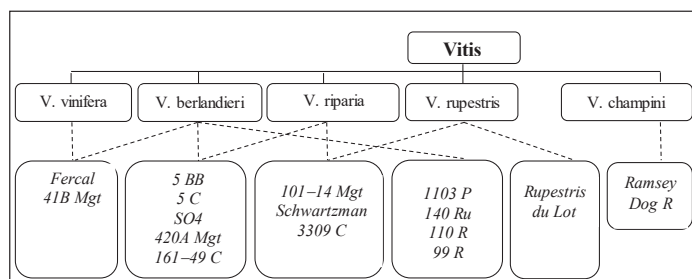 Vitis
V. vinifera
V. berlandieri
V. riparia
V. rupestris
V. champini
Fercal
41B Mgt
5 BB
5 C
SO4
420A Mgt
161–49 C
101–14 Mgt
Schwartzman
3309 C
1103 P
140 Ru
110 R
99 R
Rupestris
du Lot
Ramsey
Dog R